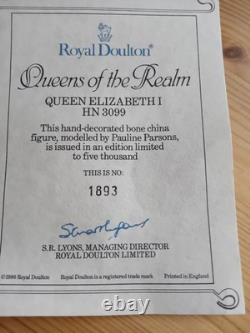 Royal Doulton®
Queens of the Realm
QUEEN ELIZABETH I
HN 3099
This hand-decorated bone china
figure, modelled by Pauline Parsons,
is issued in an edition limited
to five thousand
THIS IS NO:
1893
S.R. LYONS, MANAGING DIRECTOR
ROYAL DOULTON LIMITED
Royal Doulton is a registered trade mark
Printed in England